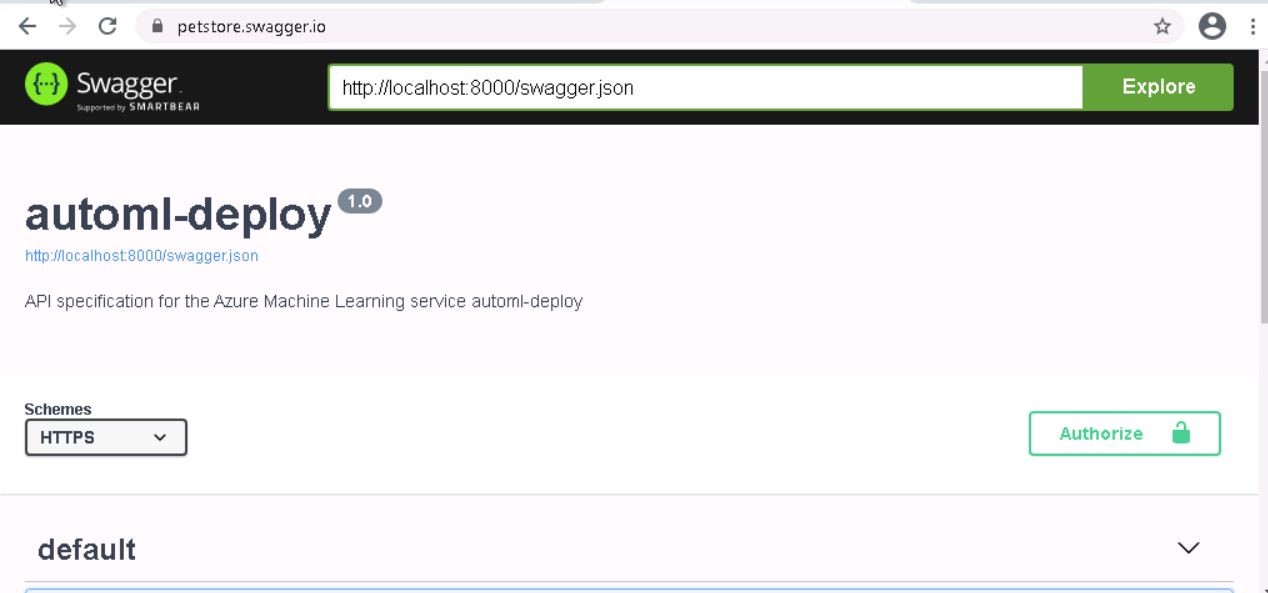 petstore.swagger.io
{···} Swagger.
Supported by SMARTBEAR
http://localhost:8000/swagger.json
Explore
automl-deploy 1.0
http://localhost:8000/swagger.json
API specification for the Azure Machine Learning service automl-deploy
Schemes
HTTPS
Authorize
default